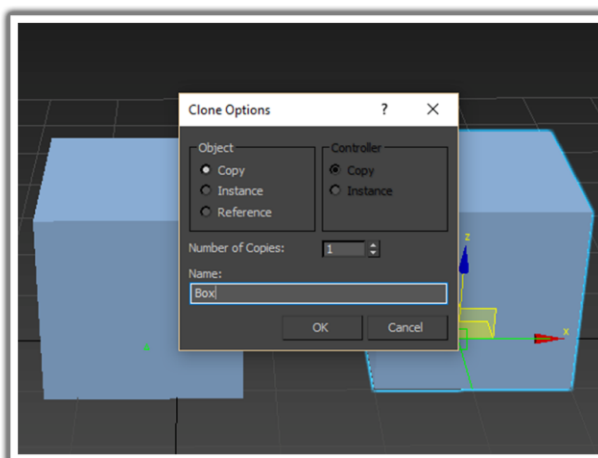 Clone Options ? ×
Object
Copy
Instance
Reference
Controller
Copy
Instance
Number of Copies: 1
Name:
Box
OK Cancel
z
x